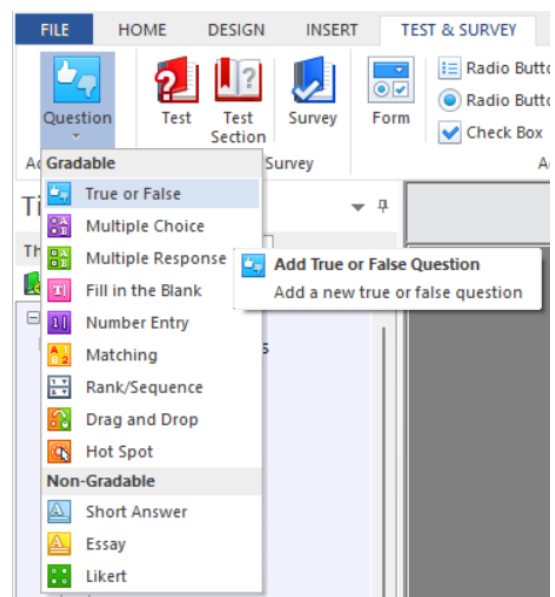 FILE HOME DESIGN INSERT TEST & SURVEY
Question Test Test Section Survey Form
Radio
Radio
Check Box
Survey
Gradable
True or False
Multiple Choice
Multiple Response
Fill in the Blank
Number Entry
Matching
Rank/Sequence
Drag and Drop
Hot Spot
Non-Gradable
Short Answer
Essay
Likert
Add True or False Question
Add a new true or false question